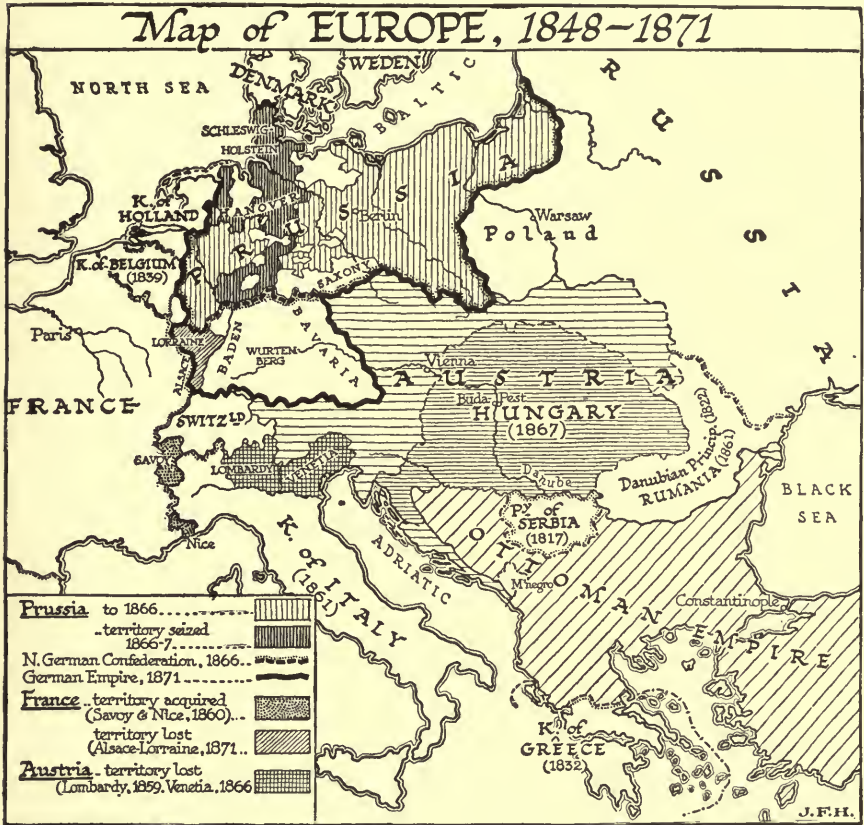 Map of EUROPE, 1848-1871
NORTH SEA
DENMARK
SWEDEN
BALTIC
RUSSIA
SCHLESWIG-
HOLSTEIN
K. of
HOLLAND
HANOVER
PRUSSIA
Berlin
Warsaw
Poland
K. of BELGIUM
(1839)
SAXONY
Paris
LORRAINE
ALSACE
BADEN
WURTEN
BERG
BAVARIA
Vienna
AUSTRIA
Buda-Pest
HUNGARY
(1867)
FRANCE
SWITZLD
SAVOY
LOMBARDY
VENETIA
Danube
Danubian Princip. (1822)
RUMANIA (1861)
BLACK
SEA
Py of
SERBIA
(1817)
Nice
K. of ITALY
(1861)
ADRIATIC
OTTOMAN EMPIRE
M'negro
Constantinople
K. of
GREECE
(1832)
Prussia to 1866
..territory seized
1866-7
N. German Confederation, 1866
German Empire, 1871
France..territory acquired
(Savoy & Nice, 1860)...
territory lost
(Alsace-Lorraine, 1871..
Austria - territory lost
(Lombardy, 1859. Venetia, 1866
J.F.H.